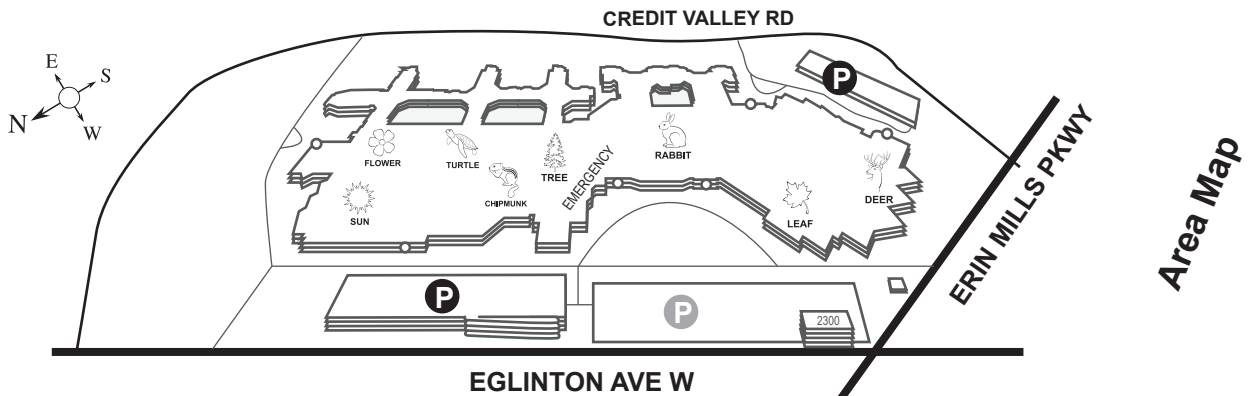 CREDIT VALLEY RD
E
S
N
W
P
FLOWER
TURTLE
CHIPMUNK
TREE
EMERGENCY
RABBIT
SUN
LEAF
DEER
ERIN MILLS PKWY
Area Map
P
P
2300
EGLINTON AVE W